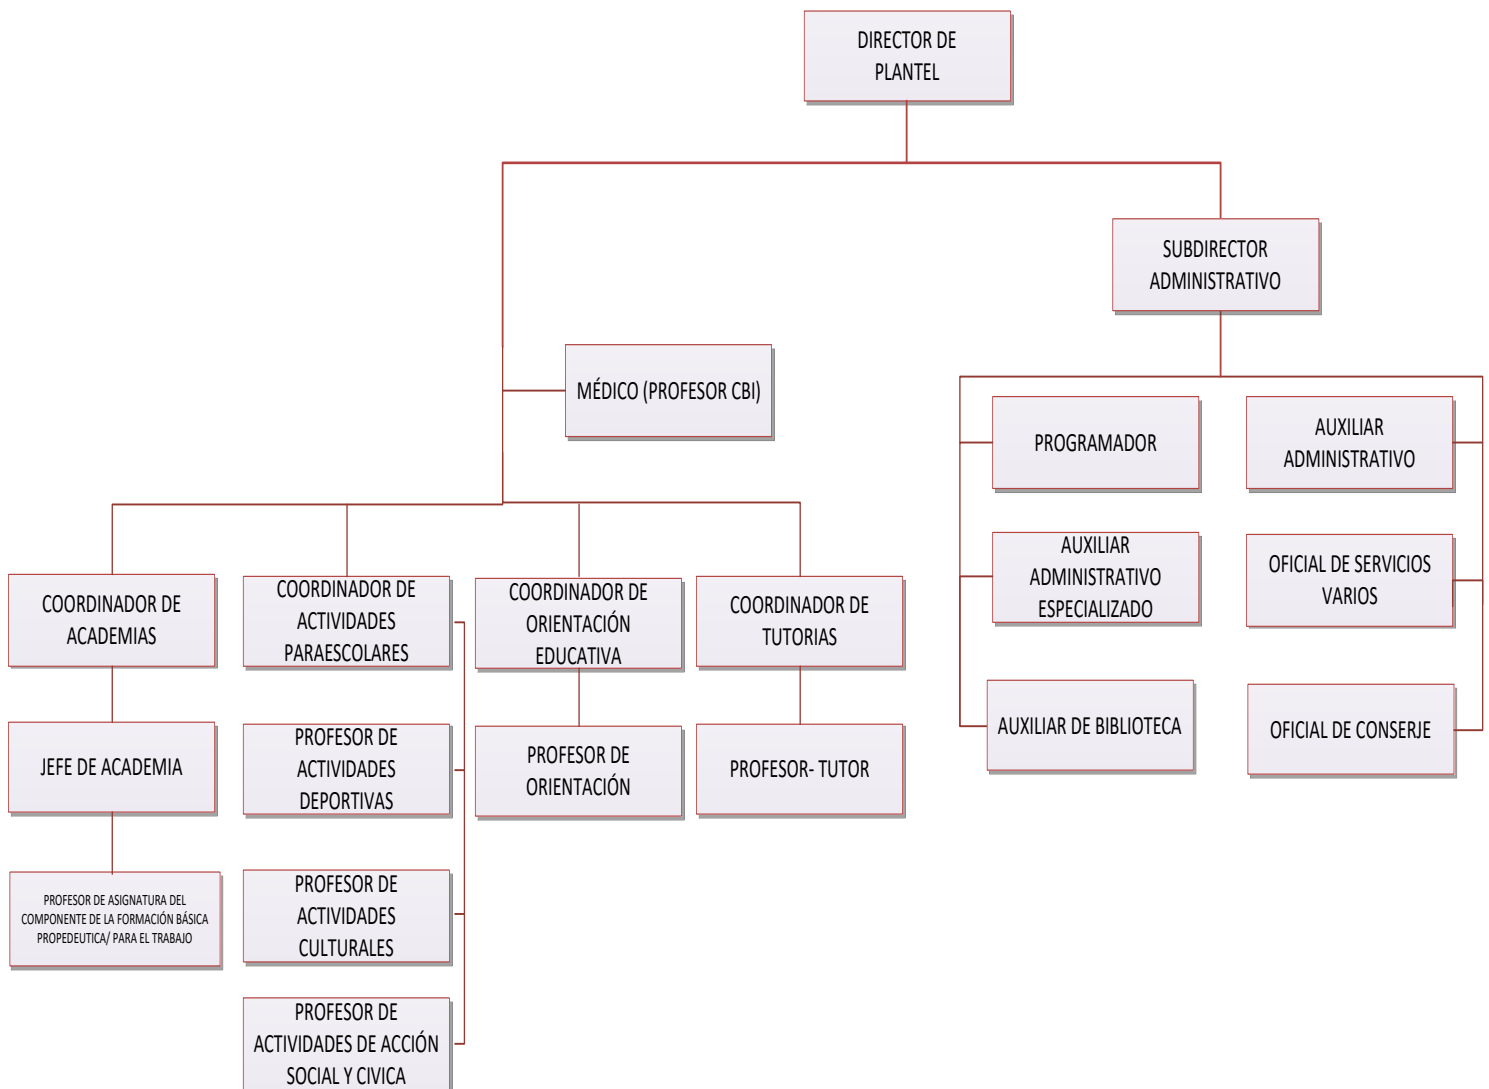 DIRECTOR DE
PLANTEL
SUBDIRECTOR
ADMINISTRATIVO
MÉDICO (PROFESOR CBI)
PROGRAMADOR
AUXILIAR
ADMINISTRATIVO
AUXILIAR
ADMINISTRATIVO
ESPECIALIZADO
OFICIAL DE SERVICIOS
VARIOS
AUXILIAR DE BIBLIOTECA
OFICIAL DE CONSERJE
COORDINADOR DE
ACADEMIAS
COORDINADOR DE
ACTIVIDADES
PARAESCOLARES
COORDINADOR DE
ORIENTACIÓN
EDUCATIVA
COORDINADOR DE
TUTORIAS
JEFE DE ACADEMIA
PROFESOR DE
ACTIVIDADES
DEPORTIVAS
PROFESOR DE
ORIENTACIÓN
PROFESOR- TUTOR
PROFESOR DE ASIGNATURA DEL
COMPONENTE DE LA FORMACIÓN BÁSICA
PROPEDEUTICA/ PARA EL TRABAJO
PROFESOR DE
ACTIVIDADES
CULTURALES
PROFESOR DE
ACTIVIDADES DE ACCIÓN
SOCIAL Y CIVICA